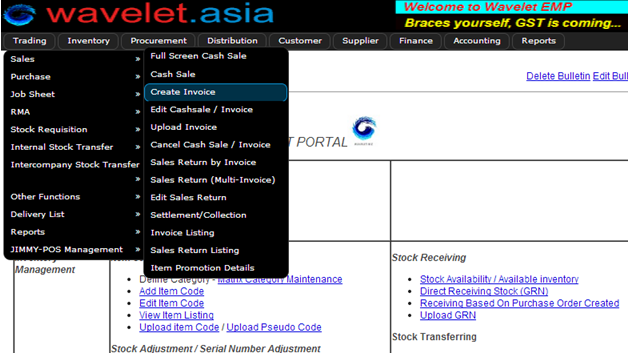 wavelet.asia
Welcome to Wavelet EMP
Braces yourself, GST is coming...
Trading Inventory Procurement Distribution Customer Supplier Finance Accounting Reports
Sales »
Purchase »
Job Sheet »
RMA »
Stock Requisition »
Internal Stock Transfer »
Intercompany Stock Transfer
»
Other Functions »
Delivery List »
Reports »
JIMMY-POS Management »
Full Screen Cash Sale
Cash Sale
Create Invoice
Edit Cashsale / Invoice
Upload Invoice
Cancel Cash Sale / Invoice
Sales Return by Invoice
Sales Return (Multi-Invoice)
Edit Sales Return
Settlement/Collection
Invoice Listing
Sales Return Listing
Item Promotion Details
Delete Bulletin Edit Bul
PORTAL
Management
Define Category - Matrix Category Maintenance
Add Item Code
Edit Item Code
View Item Listing
Upload item Code / Upload Pseudo Code
Stock Adjustment / Serial Number Adjustment
Stock Receiving
Stock Availability / Available inventory
Direct Receiving Stock (GRN)
Receiving Based On Purchase Order Created
Upload GRN
Stock Transferring